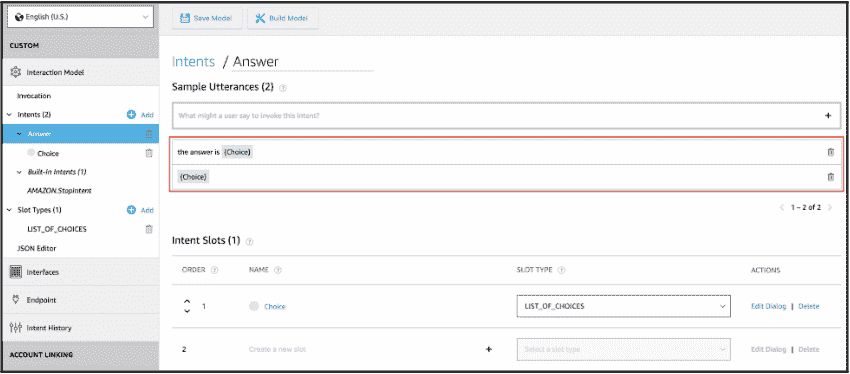 English (U.S.)
Save Model
Build Model
CUSTOM
Interaction Model
Invocation
Intents (2)
Add
Answer
Choice
Built-In Intents (1)
AMAZON.StopIntent
Slot Types (1)
Add
LIST_OF_CHOICES
JSON Editor
Interfaces
Endpoint
Intent History
ACCOUNT LINKING
Intents / Answer
Sample Utterances (2) ?
What might a user say to invoke this intent? +
the answer is {Choice}
{Choice}
< 1 – 2 of 2 >
Intent Slots (1) ?
ORDER ? NAME ? SLOT TYPE ? ACTIONS
1 Choice LIST_OF_CHOICES Edit Dialog | Delete
2 Create a new slot + Select a slot type Edit Dialog | Delete